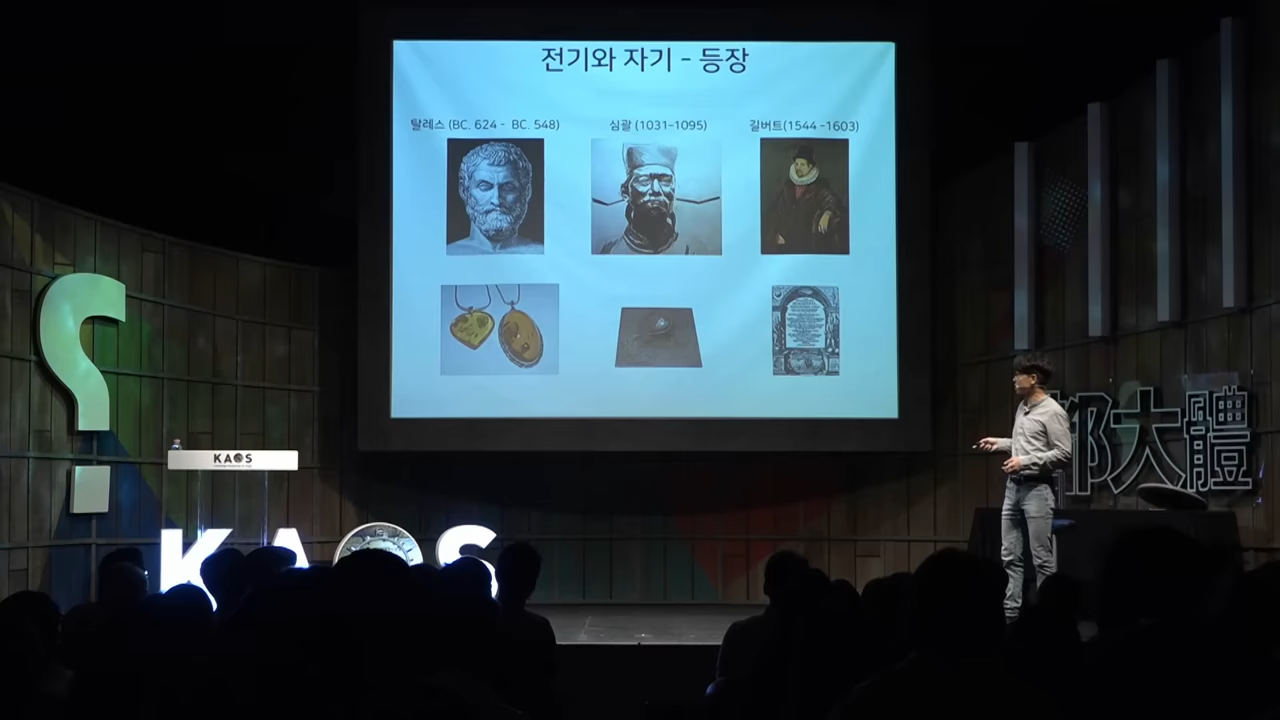 전기와 자기 - 등장
탈레스 (BC. 624 - BC. 548)
심괄 (1031-1095)
길버트(1544 -1603)
?
KAOS
KAOS
都大體